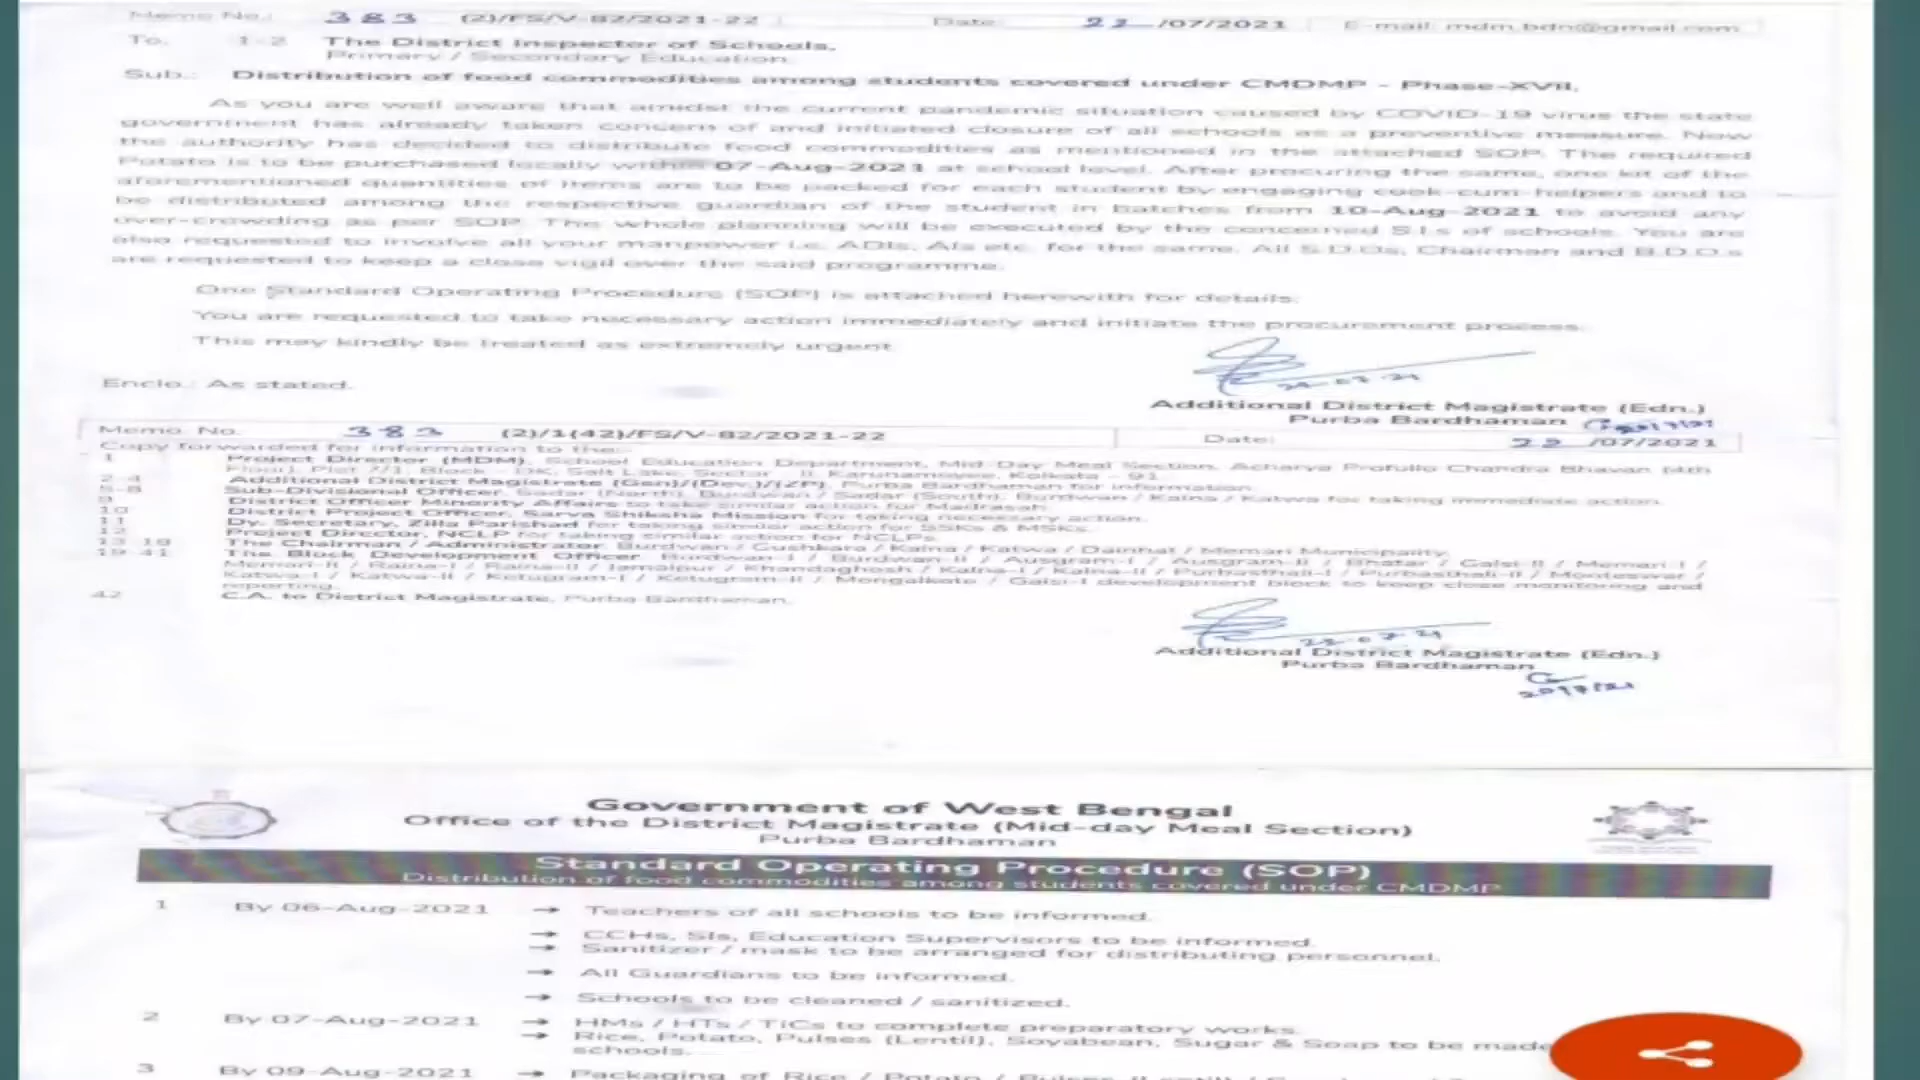 Memo No.: 383 (2)/FS/V-82/2021-22 Date: 22/07/2021 E-mail: mdm.bdn@gmail.com
To, 1-2 The District Inspector of Schools,
Primary / Secondary Education.
Sub.: Distribution of food commodities among students covered under CMDMP - Phase-XVII.
As you are well aware that amidst the current pandemic situation caused by COVID-19 virus the state
government has already taken concern of and initiated closure of all schools as a preventive measure. Now
the authority has decided to distribute food commodities as mentioned in the attached SOP. The required
Potato is to be purchased locally within 07-Aug-2021 at school level. After procuring the same, one kit of the
aforementioned quantities of items are to be packed for each student by engaging cook-cum-helpers and to
be distributed among the respective guardian of the student in batches from 10-Aug-2021 to avoid any
over-crowding as per SOP. The whole planning will be executed by the concerned S.I.s of schools. You are
also requested to involve all your manpower i.e. ADIs, AIs etc. for the same. All S.D.Os, Chairman and B.D.O.s
are requested to keep a close vigil over the said programme.
One Standard Operating Procedure (SOP) is attached herewith for details.
You are requested to take necessary action immediately and initiate the procurement process.
This may kindly be treated as extremely urgent.
22-07-21
Enclo.: As stated.
Additional District Magistrate (Edn.)
Purba Bardhaman
Memo. No. 383 (2)/1(42)/FS/V-82/2021-22 Date: 22/07/2021
Copy forwarded for information to the:-
1 Project Director (MDM), School Education Department, Mid-Day Meal Section, Acharya Profullo Chandra Bhavan
Floor), Plot 7/1, Block - DK, Salt Lake, Sector - II, Karunamoyee, Kolkata - 91.
2-4 Additional District Magistrate (Gen)/(Dev.)/(ZP), Purba Bardhaman for information.
5-8 Sub-Divisional Officer, Sadar (North), Burdwan / Sadar (South), Burdwan / Kalna / Katwa for taking immediate action.
9 District Officer Minority Affairs to take similar action for Madrasah.
10 District Project Officer, Sarva Shiksha Mission for taking necessary action.
11 Dy. Secretary, Zilla Parishad for taking similar action for SSKs & MSKs.
12 Project Director, NCLP for taking similar action for NCLPs.
13-18 The Chairman / Administrator, Burdwan / Gushkara / Kalna / Katwa / Dainhat / Memari Municipality.
19-41 The Block Development Officer Burdwan-I / Burdwan-II / Ausgram-I / Ausgram-II / Bhatar / Galsi-II / Memari-I /
Memari-II / Raina-I / Raina-II / Jamalpur / Khandaghosh / Kalna-I / Kalna-II / Purbasthali-I / Purbasthali-II / Monteswar /
Katwa-I / Katwa-II / Ketugram-I / Ketugram-II / Mongalkote / Galsi-I development block to keep close monitoring and
reporting.
42 C.A. to District Magistrate, Purba Bardhaman.
22-07-21
Additional District Magistrate (Edn.)
Purba Bardhaman
Government of West Bengal
Office of the District Magistrate (Mid-day Meal Section)
Purba Bardhaman
Standard Operating Procedure (SOP)
Distribution of food commodities among students covered under CMDMP
1 By 06-Aug-2021 → Teachers of all schools to be informed.
→ CCHs, SIs, Education Supervisors to be informed.
→ Sanitizer / mask to be arranged for distributing personnel.
→ All Guardians to be informed.
→ Schools to be cleaned / sanitized.
2 By 07-Aug-2021 → HMs / HTs / TiCs to complete preparatory works.
→ Rice, Potato, Pulses (Lentil), Soyabean, Sugar & Soap to be made
schools.
3 By 09-Aug-2021 → Packaging of Rice / Potato / Pulses